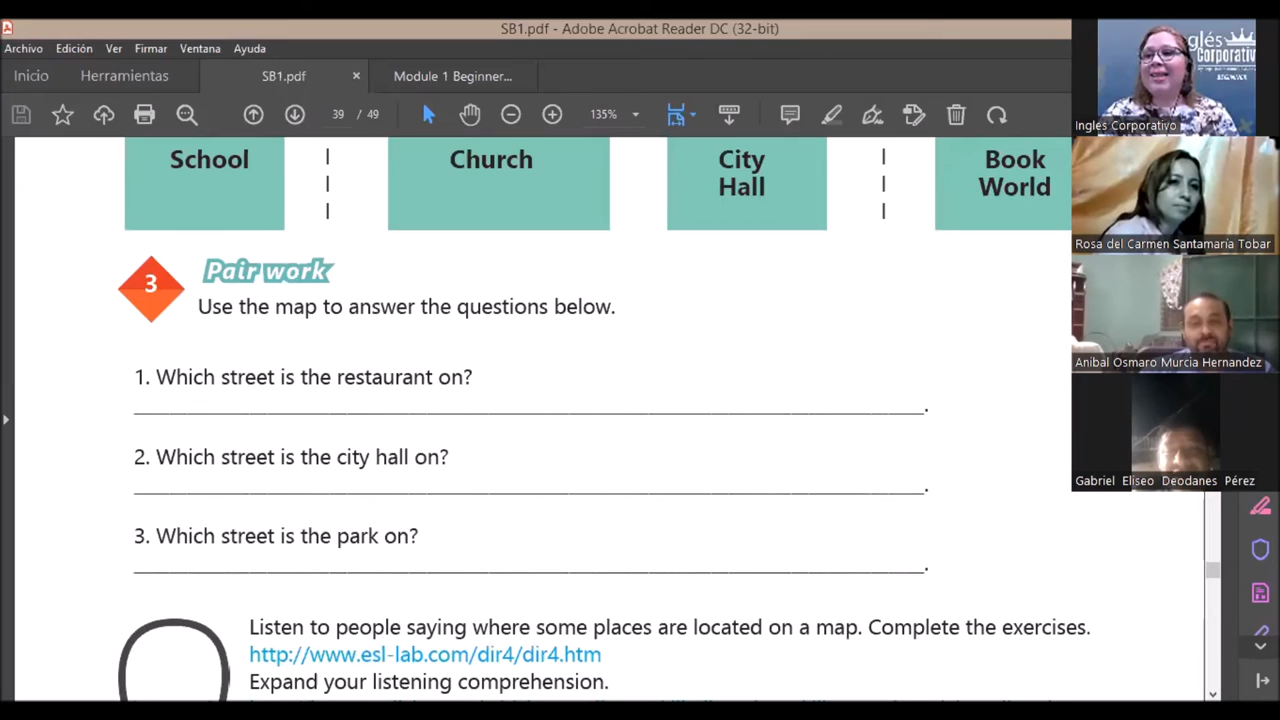 SB1.pdf - Adobe Acrobat Reader DC (32-bit)
Archivo Edición Ver Firmar Ventana Ayuda
Inicio Herramientas SB1.pdf × Module 1 Beginner...
39 / 49 135%
School
Church
City
Hall
Book
World
3
Pair work
Use the map to answer the questions below.
1. Which street is the restaurant on?
2. Which street is the city hall on?
3. Which street is the park on?
Listen to people saying where some places are located on a map. Complete the exercises.
http://www.esl-lab.com/dir4/dir4.htm
Expand your listening comprehension.
glés
Corporativo
Inglés Corporativo
Rosa del Carmen Santamaría Tobar
Anibal Osmaro Murcia Hernandez
Gabriel Eliseo Deodanes Pérez